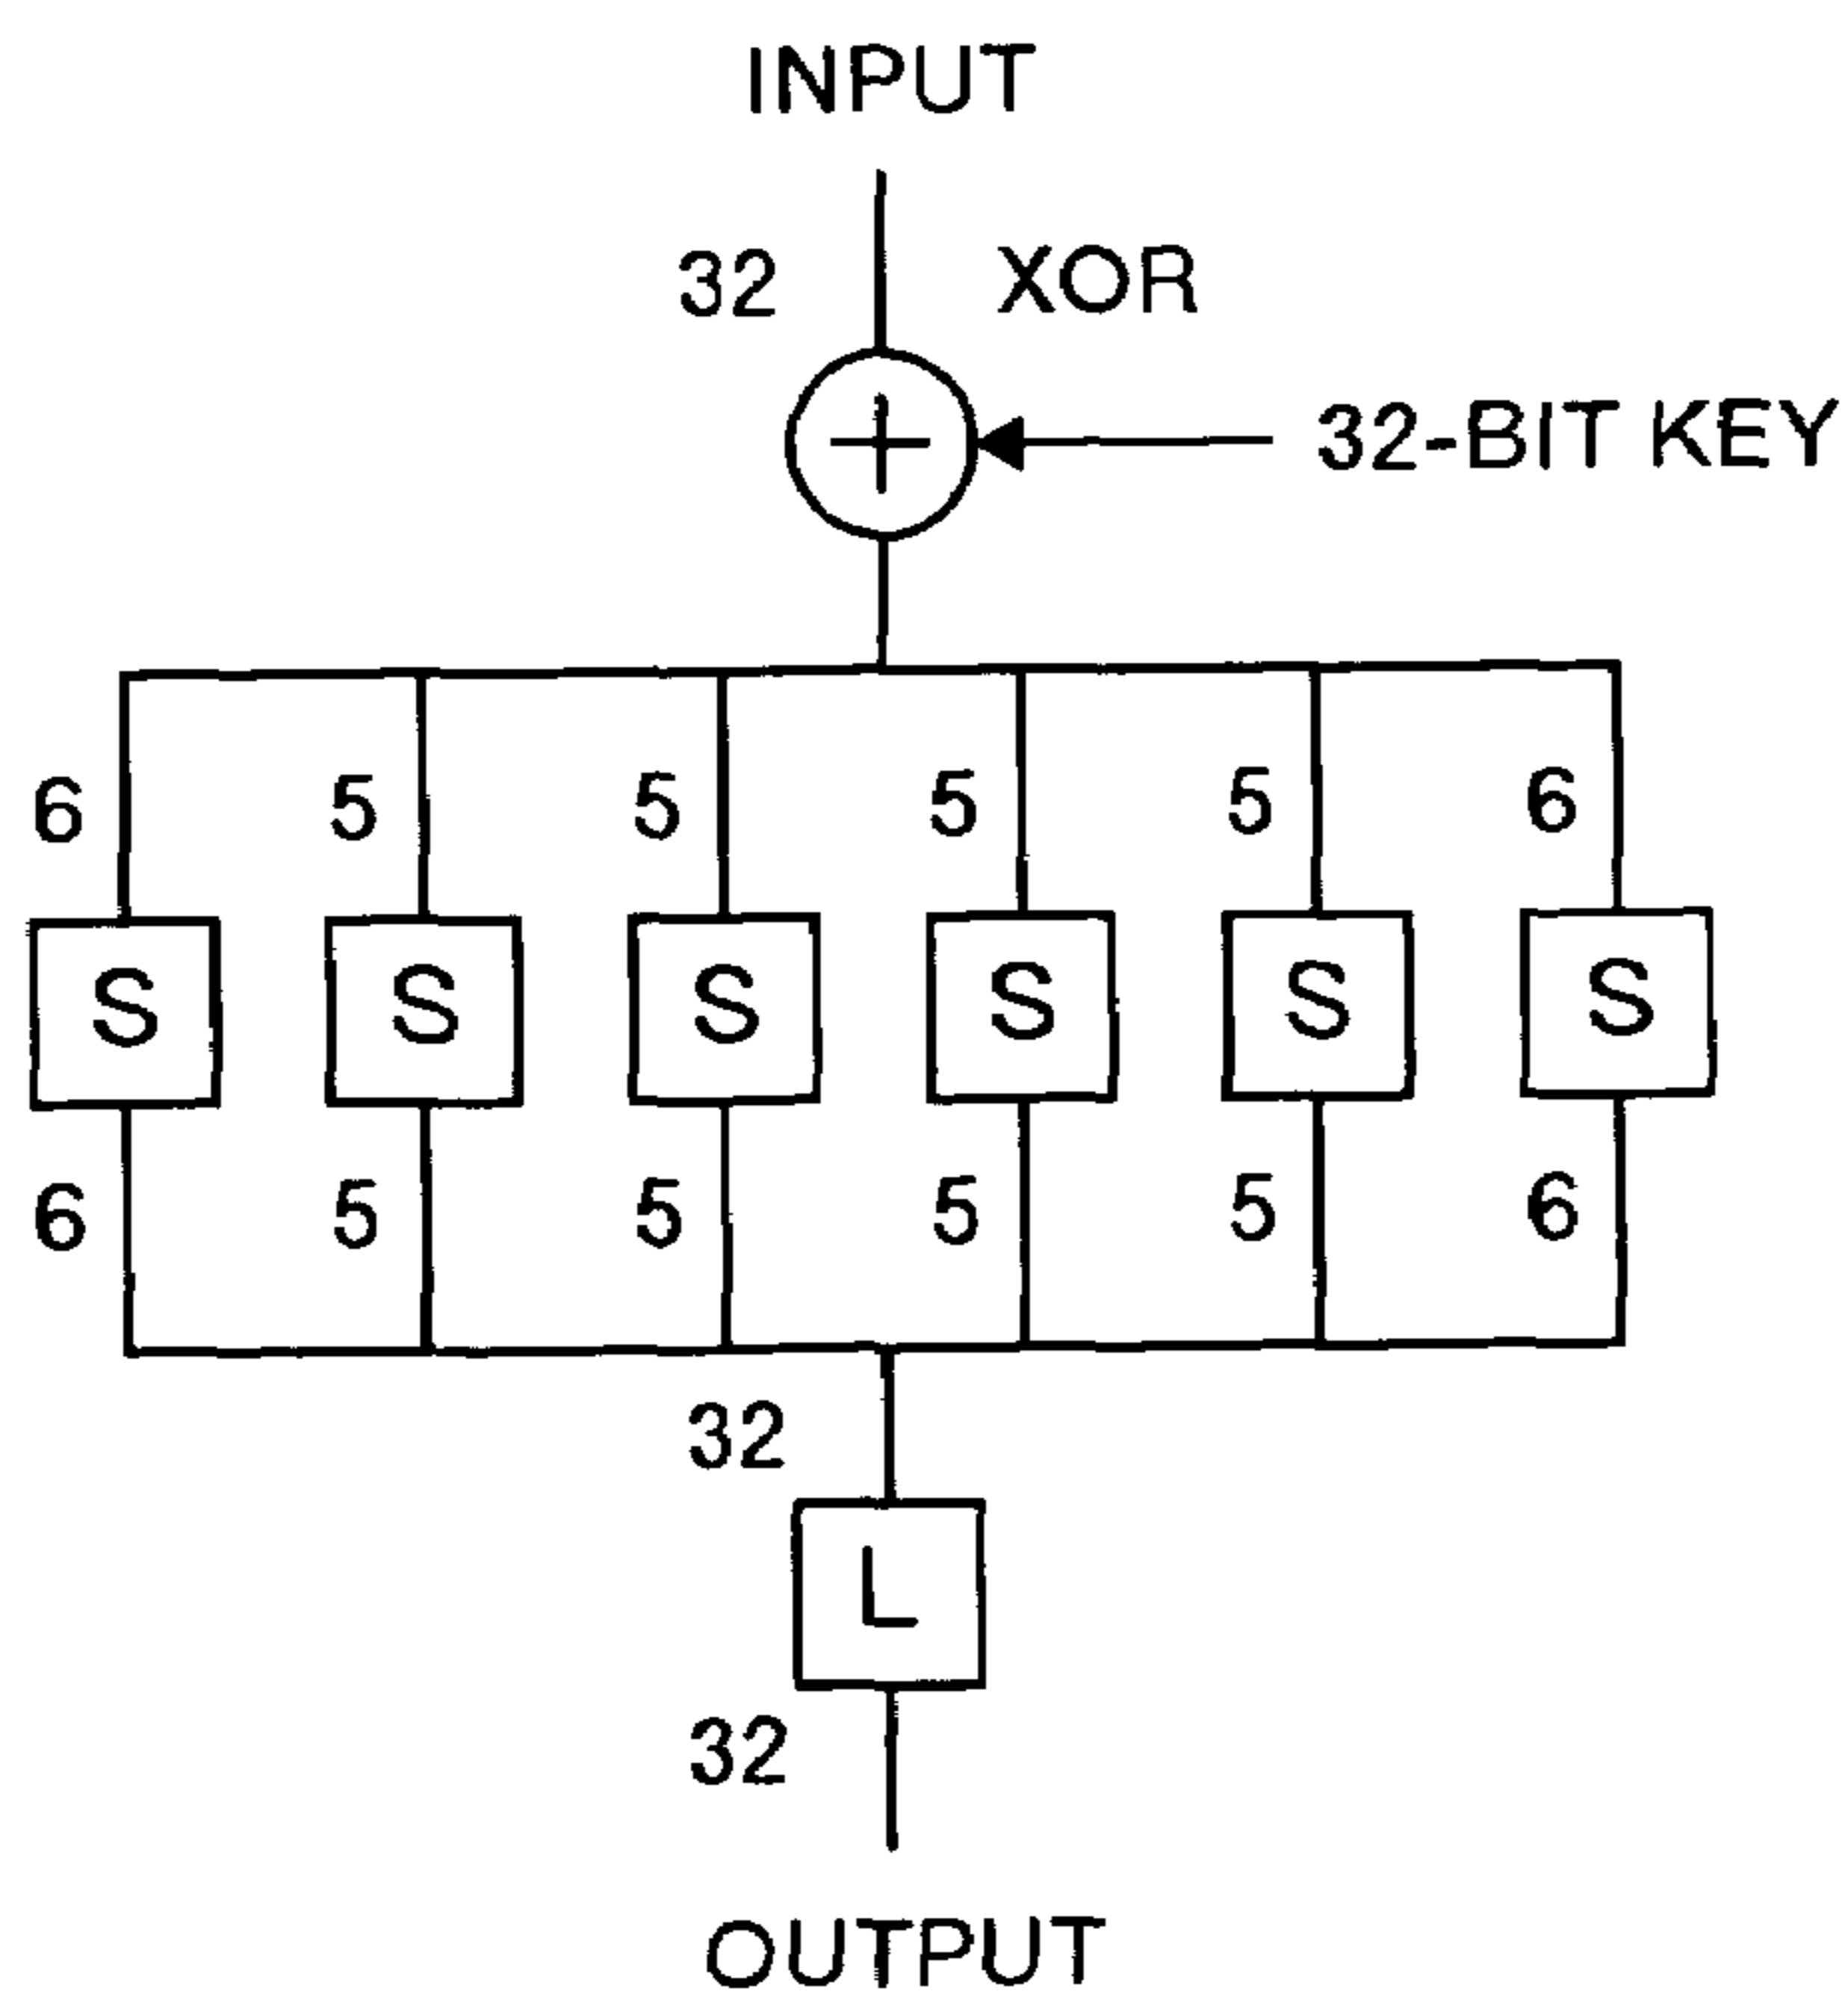 INPUT
32 XOR
+ 32-BIT KEY
6 5 5 5 5 6
S S S S S S
6 5 5 5 5 6
32
L
32
OUTPUT